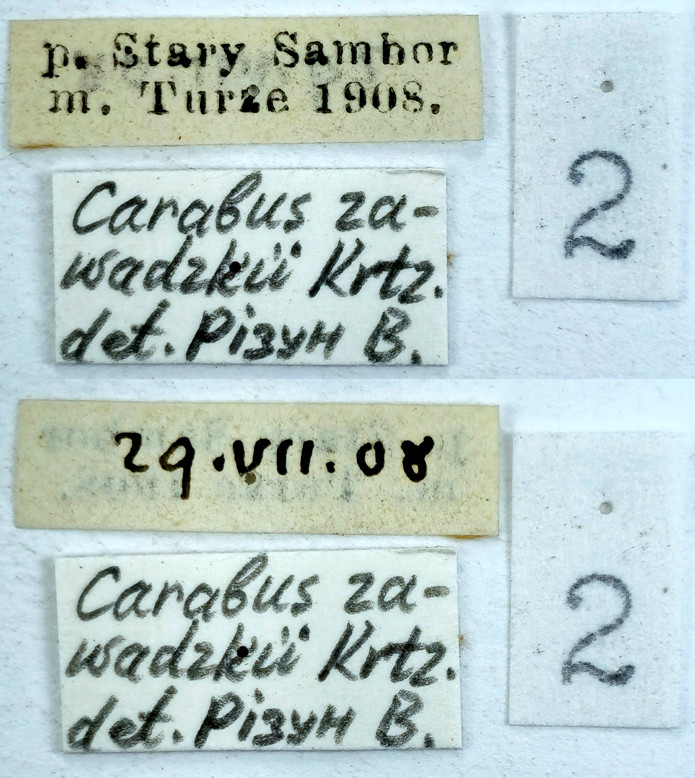 p. Stary Sambor
m. Turze 1908.
2
Carabus za-
wadzkii Krtz.
det. Різун В.
29.VII.08
2
Carabus za-
wadzkii Krtz.
det. Різун В.